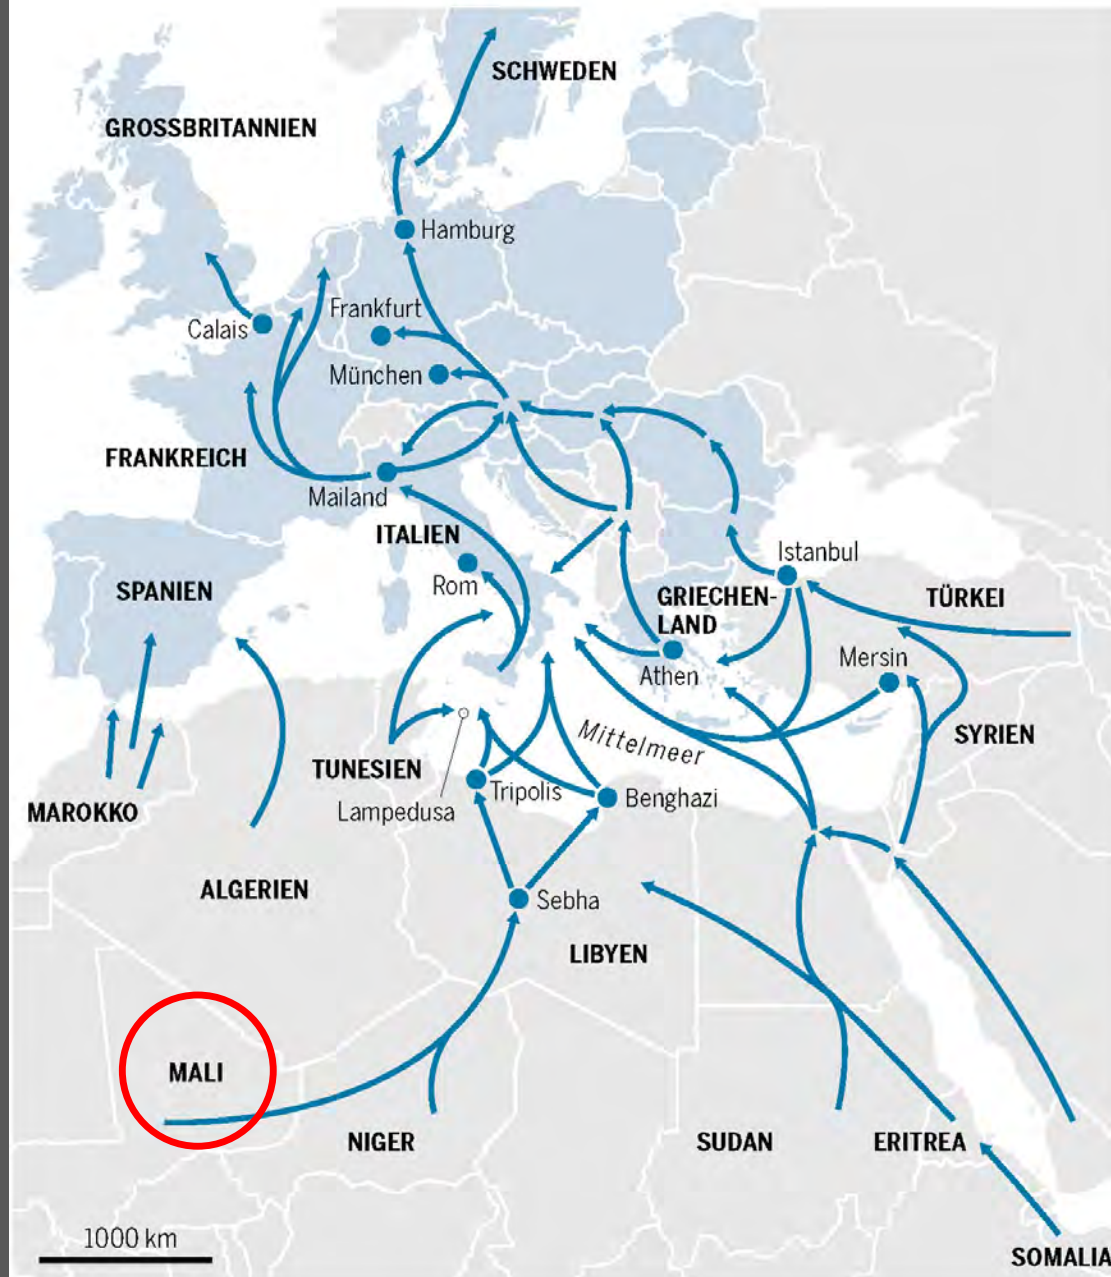 SCHWEDEN
GROSSBRITANNIEN
Hamburg
Frankfurt
Calais
München
FRANKREICH
Mailand
ITALIEN
Istanbul
Rom
SPANIEN
GRIECHEN-
LAND
TÜRKEI
Mersin
Athen
SYRIEN
Mittelmeer
TUNESIEN
Tripolis
Benghazi
Lampedusa
MAROKKO
ALGERIEN
Sebha
LIBYEN
MALI
NIGER
SUDAN
ERITREA
1000 km
SOMALIA